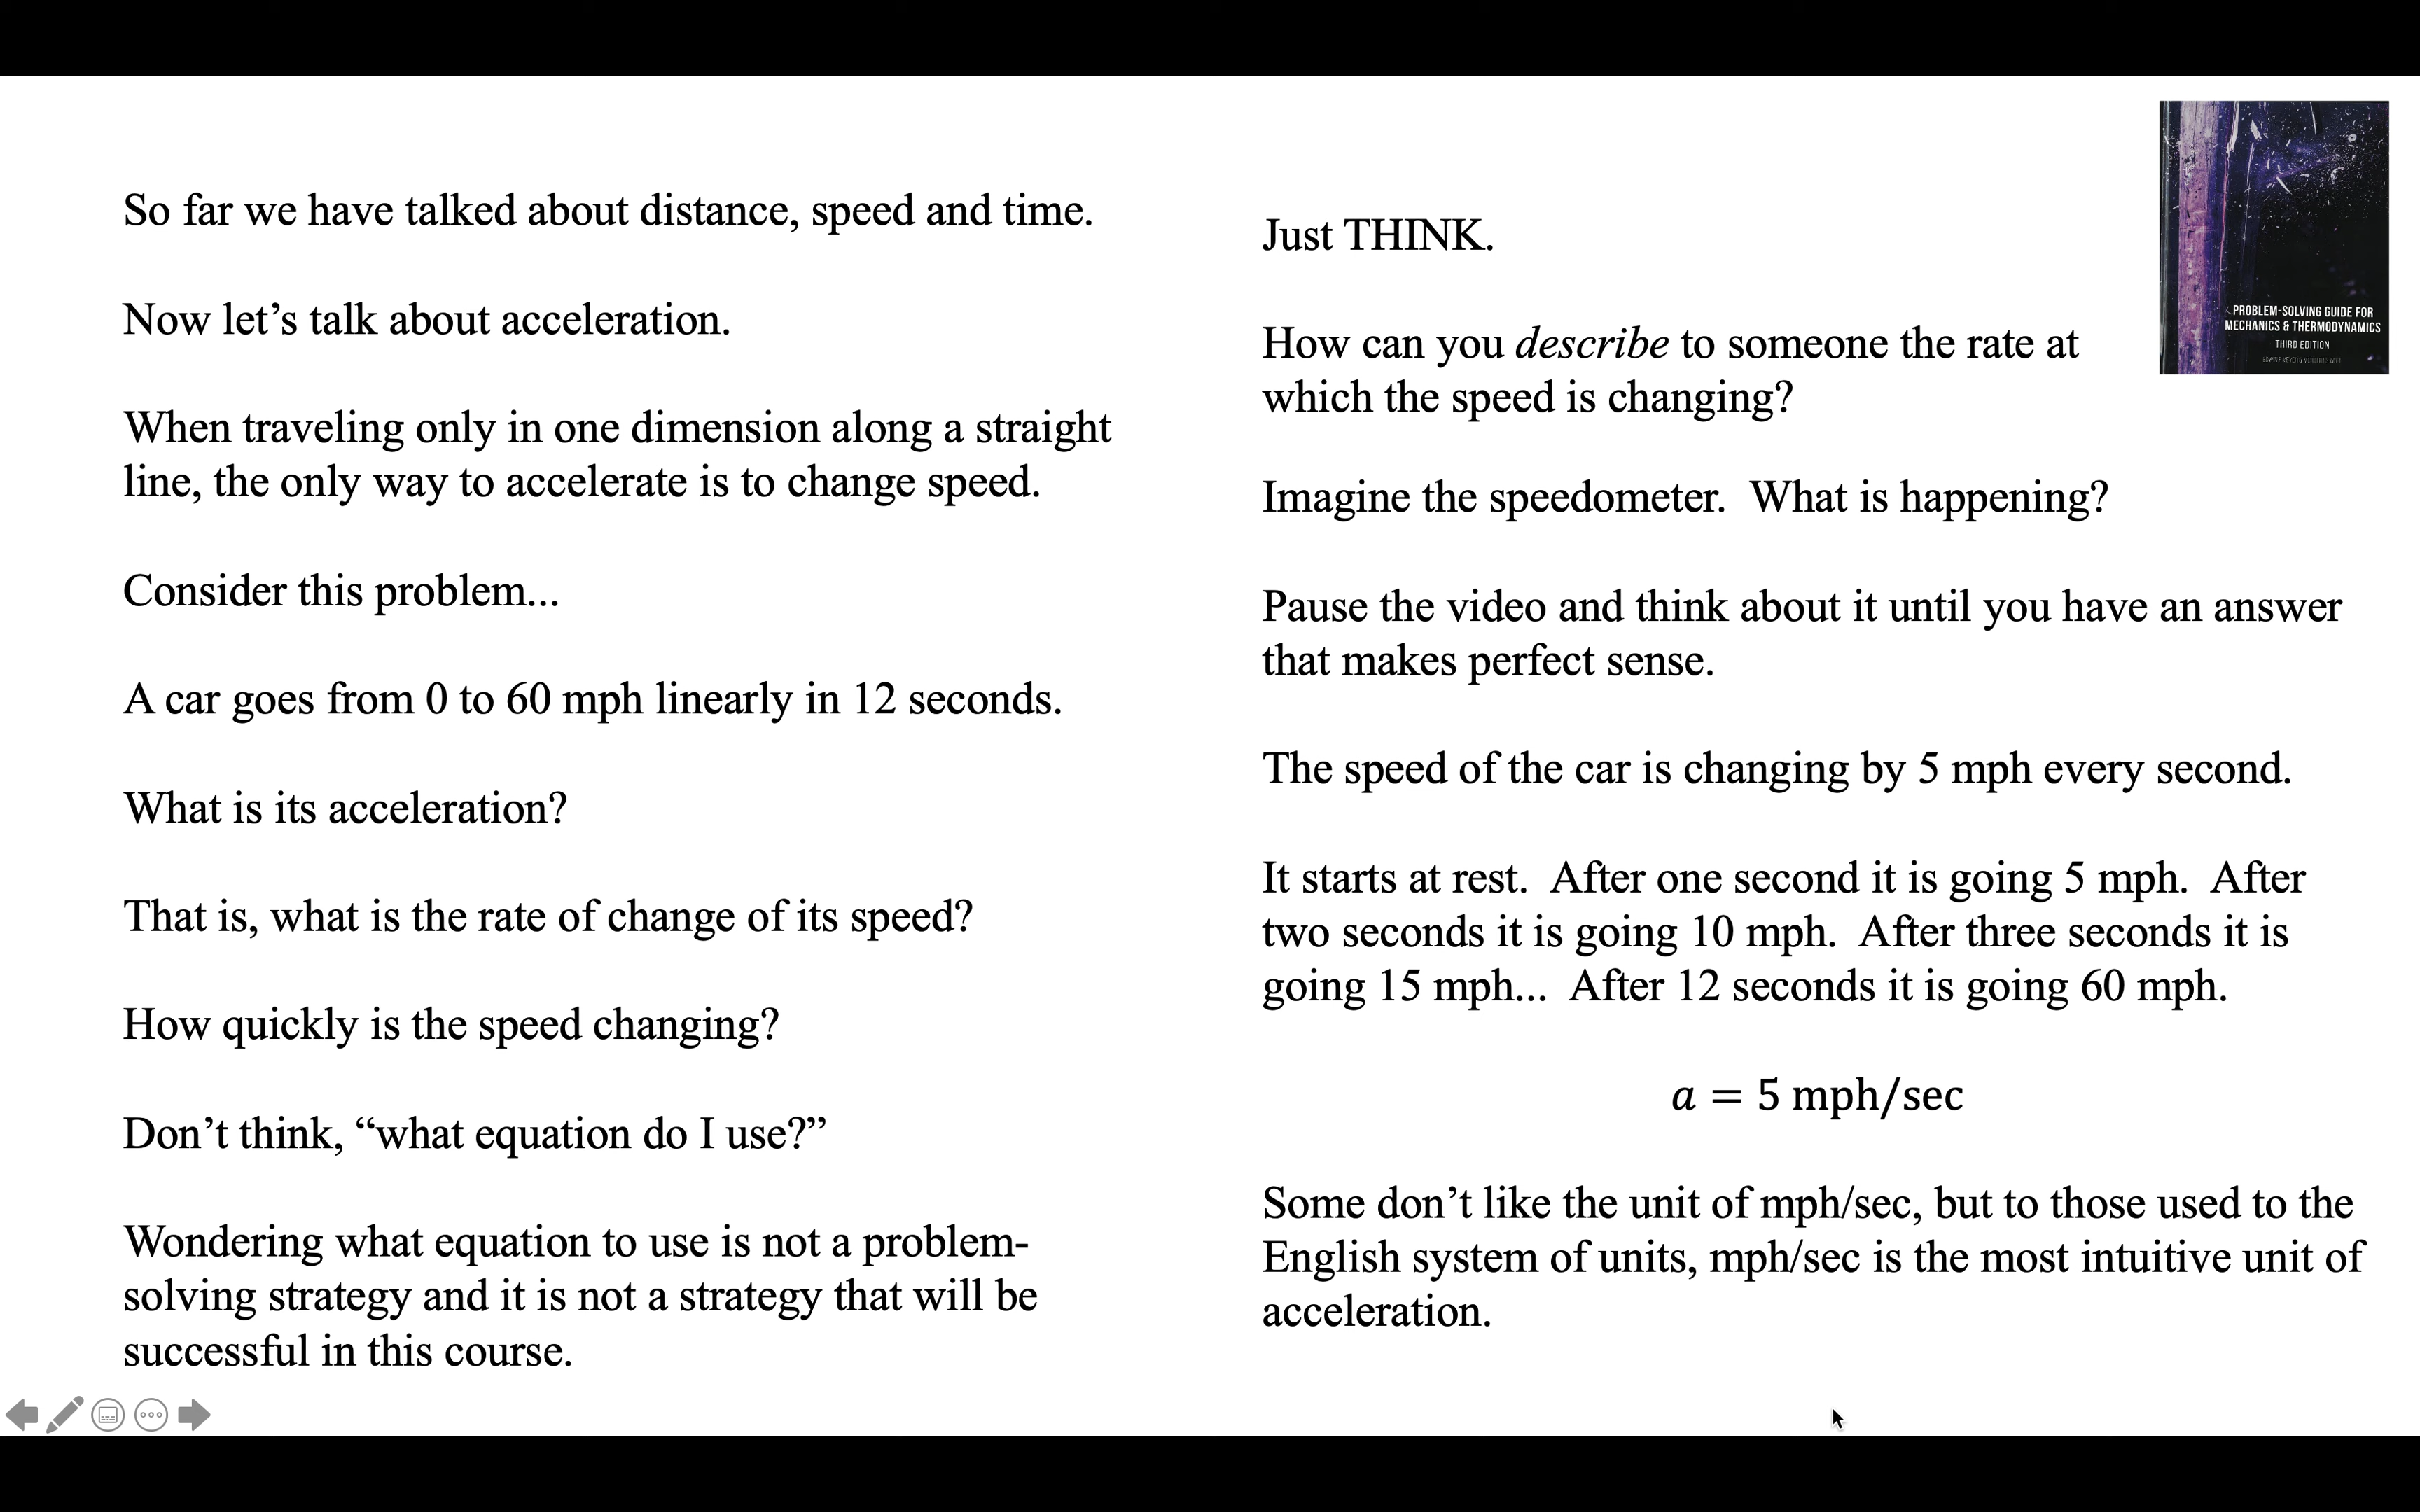 So far we have talked about distance, speed and time.
Now let’s talk about acceleration.
When traveling only in one dimension along a straight
line, the only way to accelerate is to change speed.
Consider this problem...
A car goes from 0 to 60 mph linearly in 12 seconds.
What is its acceleration?
That is, what is the rate of change of its speed?
How quickly is the speed changing?
Don’t think, “what equation do I use?”
Wondering what equation to use is not a problem-
solving strategy and it is not a strategy that will be
successful in this course.
Just THINK.
How can you describe to someone the rate at
which the speed is changing?
Imagine the speedometer.  What is happening?
Pause the video and think about it until you have an answer
that makes perfect sense.
The speed of the car is changing by 5 mph every second.
It starts at rest.  After one second it is going 5 mph.  After
two seconds it is going 10 mph.  After three seconds it is
going 15 mph...  After 12 seconds it is going 60 mph.
a = 5 mph/sec
Some don’t like the unit of mph/sec, but to those used to the
English system of units, mph/sec is the most intuitive unit of
acceleration.
PROBLEM-SOLVING GUIDE FOR
MECHANICS & THERMODYNAMICS
THIRD EDITION